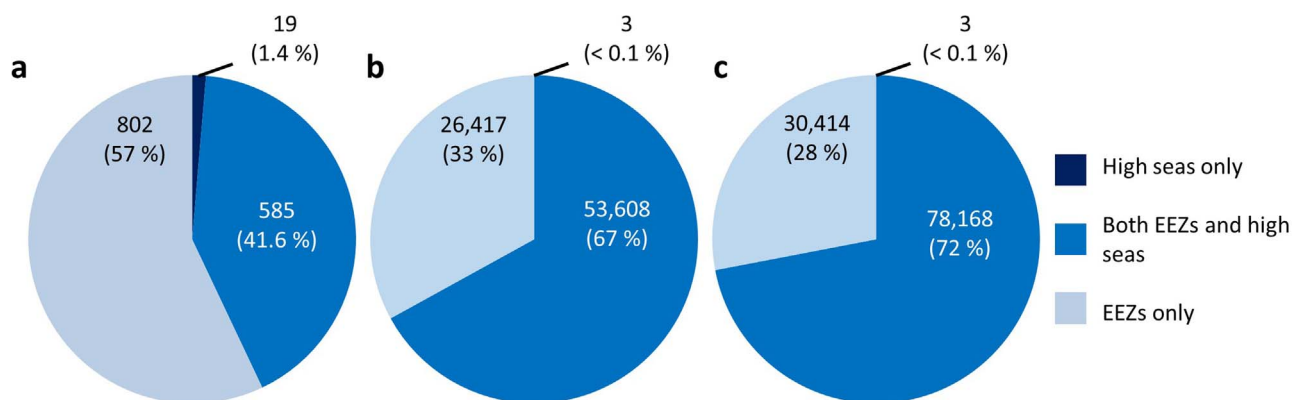 a
19
(1.4 %)
802
(57 %)
585
(41.6 %)
b
3
(< 0.1 %)
26,417
(33 %)
53,608
(67 %)
c
3
(< 0.1 %)
30,414
(28 %)
78,168
(72 %)
High seas only
Both EEZs and high
seas
EEZs only